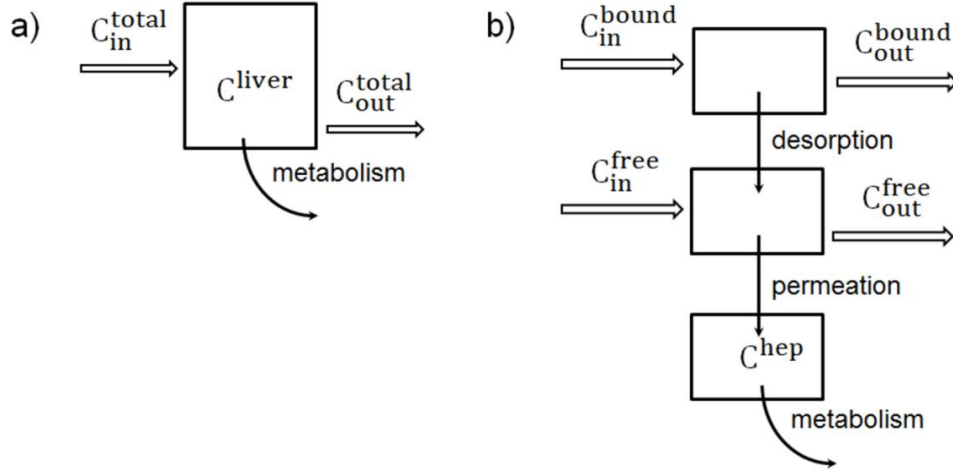 a)
C_in^total
C^liver
C_out^total
metabolism
b)
C_in^bound
C_out^bound
desorption
C_in^free
C_out^free
permeation
C^hep
metabolism